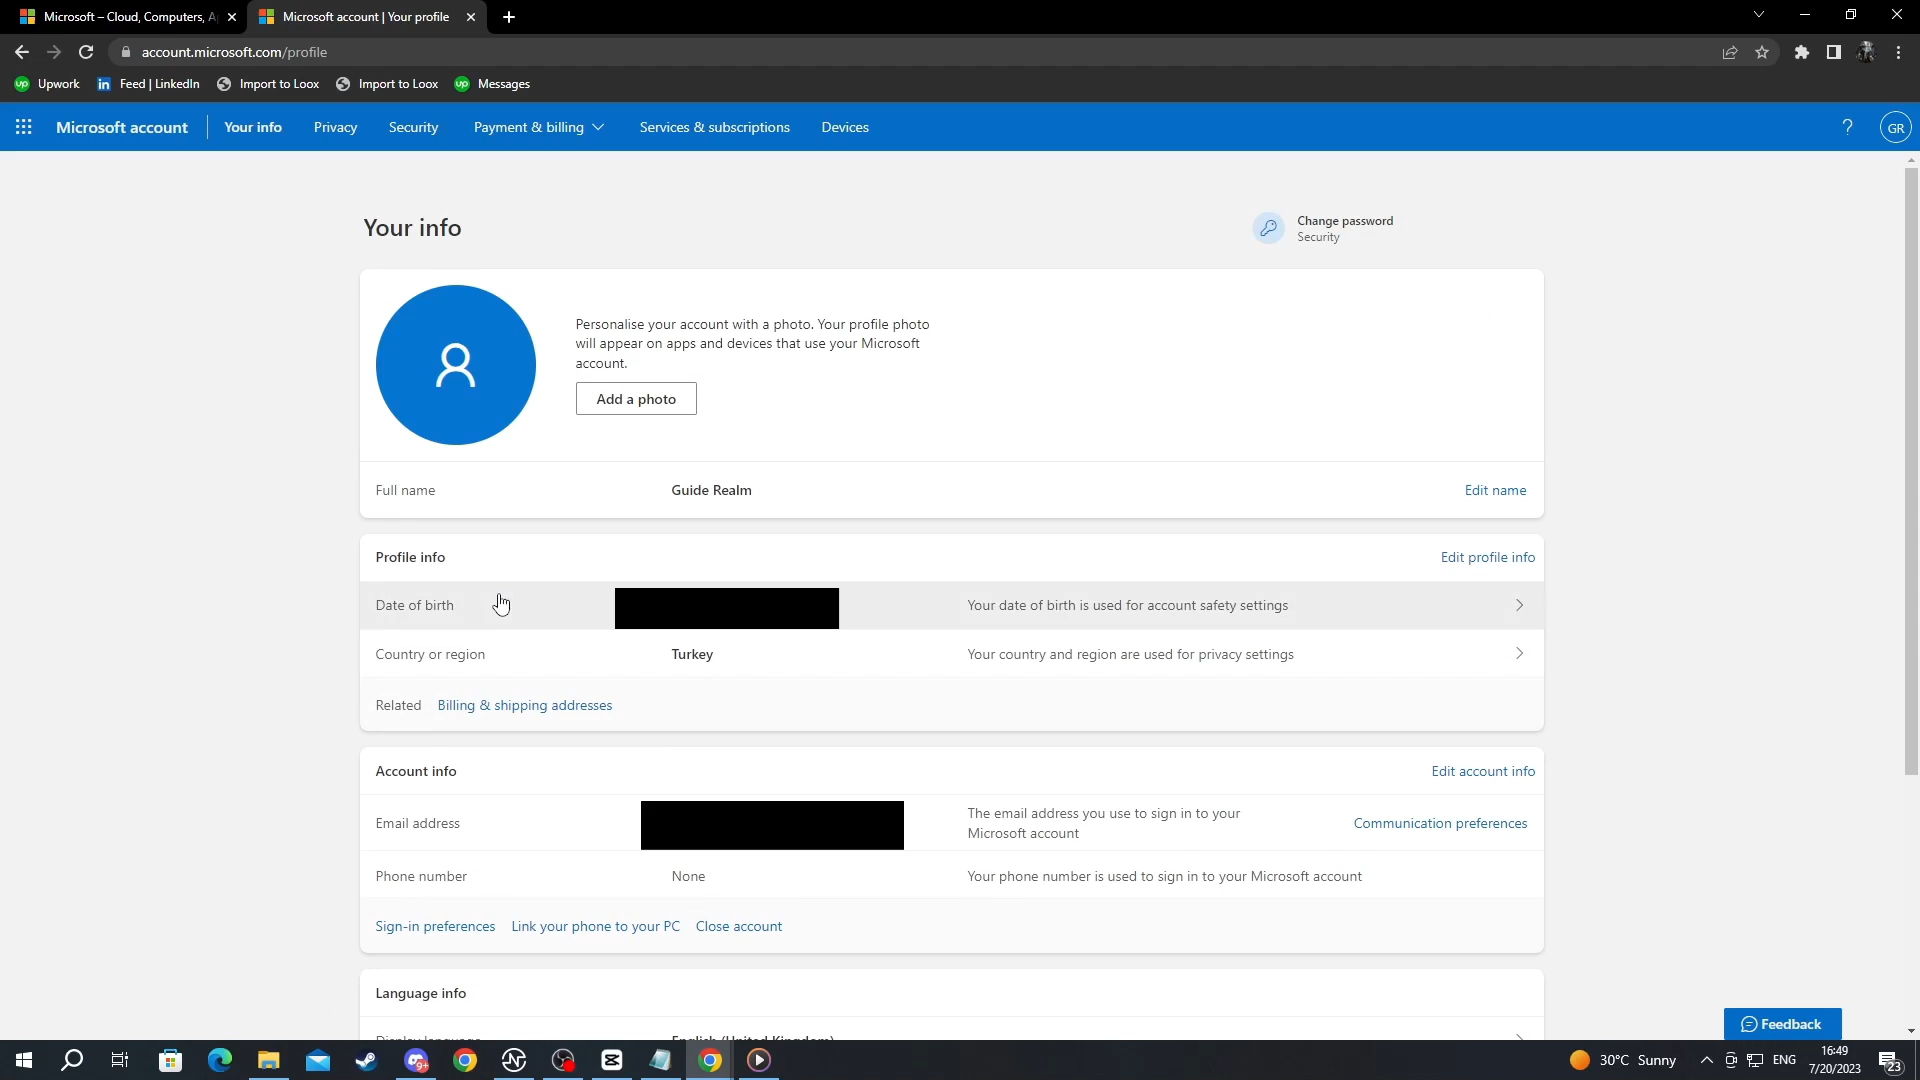 Microsoft – Cloud, Computers, A
Microsoft account | Your profile
account.microsoft.com/profile
Upwork
Feed | LinkedIn
Import to Loox
Import to Loox
Messages
Microsoft account
Your info
Privacy
Security
Payment & billing
Services & subscriptions
Devices
?
GR
Your info
Change password
Security
Personalise your account with a photo. Your profile photo
will appear on apps and devices that use your Microsoft
account.
Add a photo
Full name
Guide Realm
Edit name
Profile info
Edit profile info
Date of birth
Your date of birth is used for account safety settings
Country or region
Turkey
Your country and region are used for privacy settings
Related
Billing & shipping addresses
Account info
Edit account info
Email address
The email address you use to sign in to your
Microsoft account
Communication preferences
Phone number
None
Your phone number is used to sign in to your Microsoft account
Sign-in preferences
Link your phone to your PC
Close account
Language info
Display language
English (United Kingdom)
Feedback
30°C Sunny
ENG
16:49
7/20/2023
23